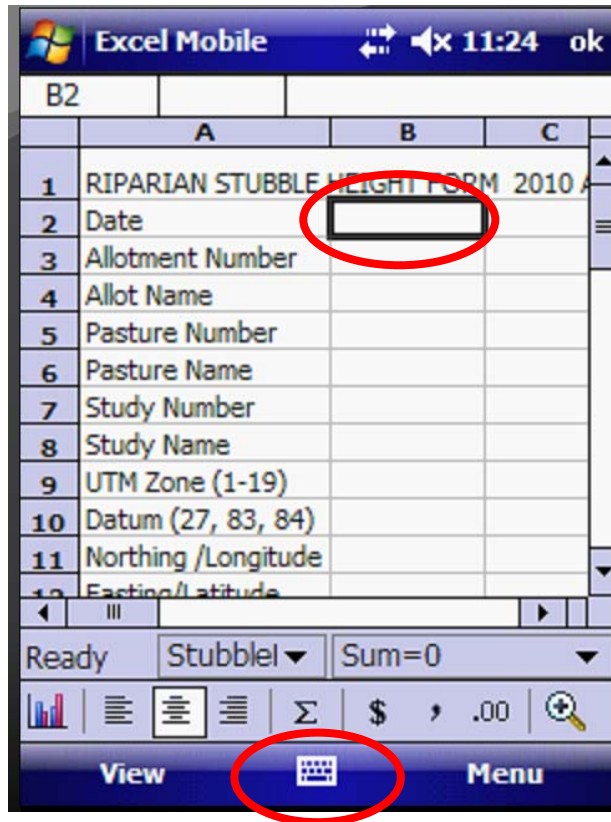 Excel Mobile 11:24 ok
B2
A B C
1 RIPARIAN STUBBLE HEIGHT FORM 2010 A
2 Date
3 Allotment Number
4 Allot Name
5 Pasture Number
6 Pasture Name
7 Study Number
8 Study Name
9 UTM Zone (1-19)
10 Datum (27, 83, 84)
11 Northing /Longitude
12 Easting/Latitude
Ready Stubblel Sum=0
Σ $ , .00
View Menu